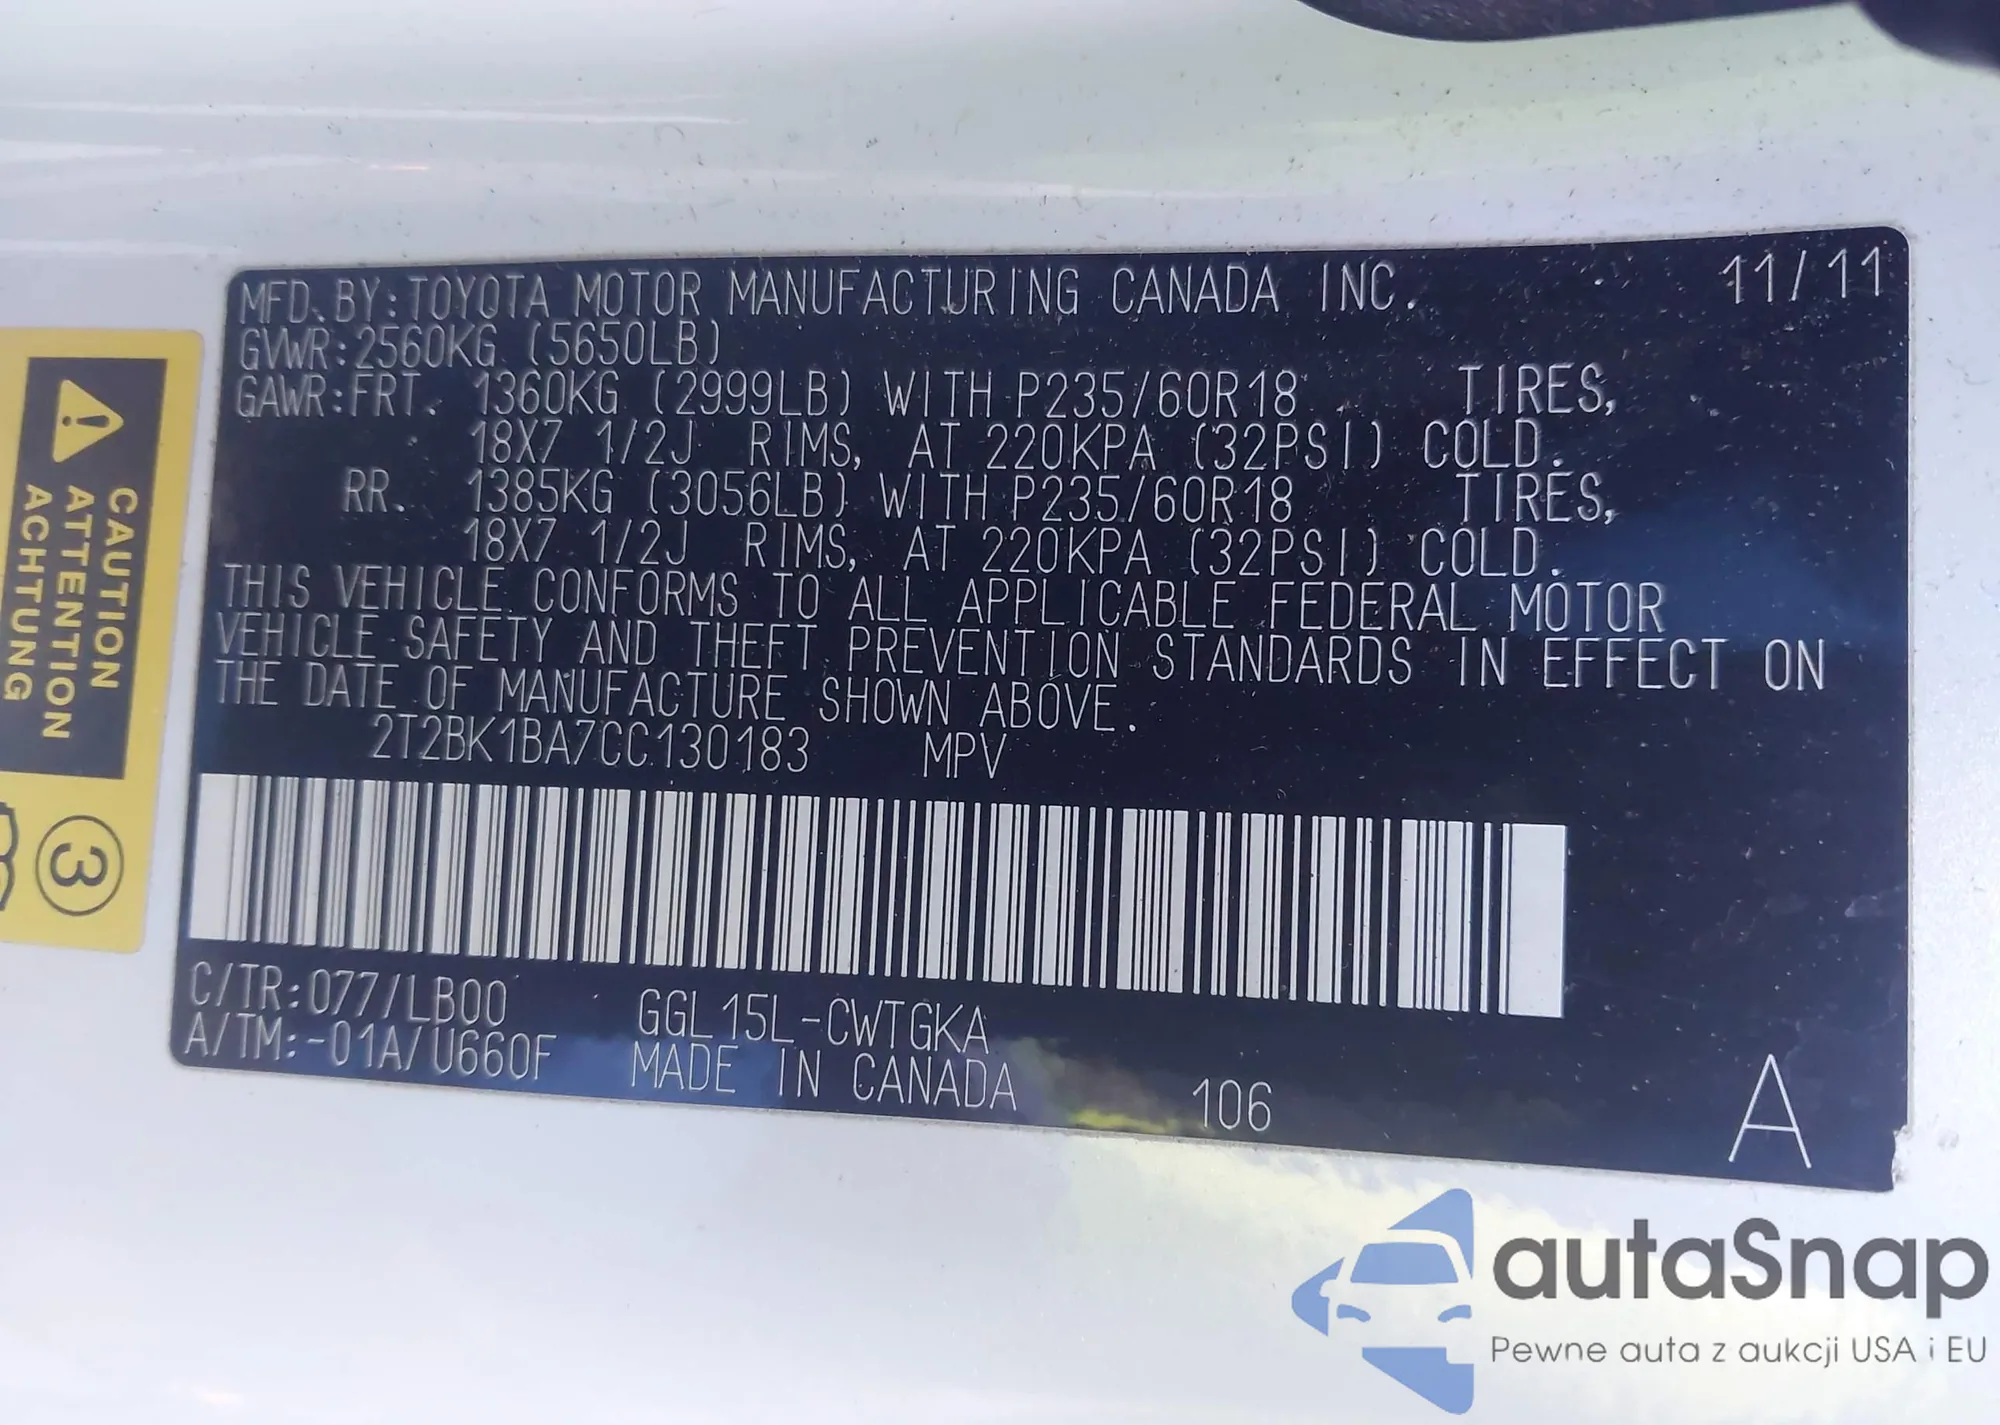 MFD. BY: TOYOTA MOTOR MANUFACTURING CANADA INC. 11/11
GVWR: 2560KG (5650LB)
GAWR: FRT. 1360KG (2999LB) WITH P235/60R18 TIRES,
18X7 1/2J RIMS, AT 220KPA (32PSI) COLD.
RR. 1385KG (3056LB) WITH P235/60R18 TIRES,
18X7 1/2J RIMS, AT 220KPA (32PSI) COLD.
THIS VEHICLE CONFORMS TO ALL APPLICABLE FEDERAL MOTOR
VEHICLE SAFETY AND THEFT PREVENTION STANDARDS IN EFFECT ON
THE DATE OF MANUFACTURE SHOWN ABOVE.
2T2BK1BA7CC130183 MPV
C/TR: 077/LB00 GGL15L-CWTGKA
A/TM: -01A/U660F MADE IN CANADA 106 A
CAUTION
ATTENTION
ACHTUNG
3
autaSnap
Pewne auta z aukcji USA i EU